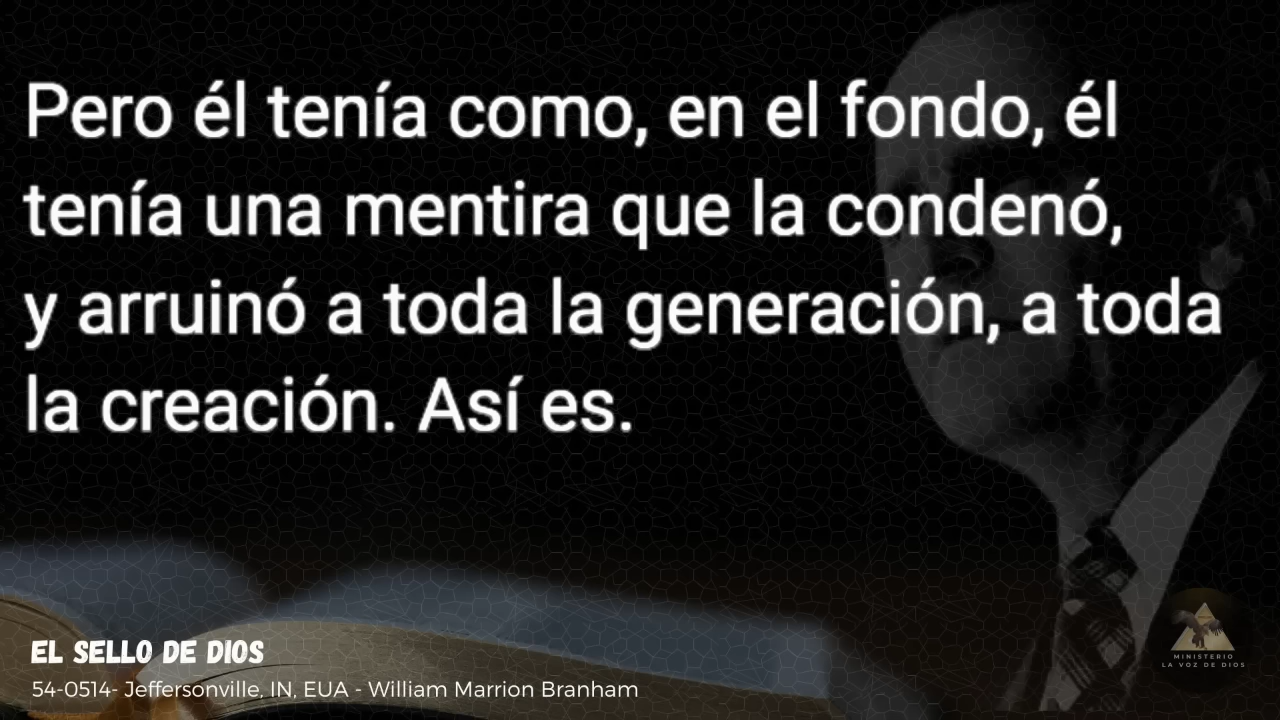 Pero él tenía como, en el fondo, él
tenía una mentira que la condenó,
y arruinó a toda la generación, a toda
la creación. Así es.
EL SELLO DE DIOS
54-0514- Jeffersonville, IN, EUA - William Marrion Branham
MINISTERIO
LA VOZ DE DIOS